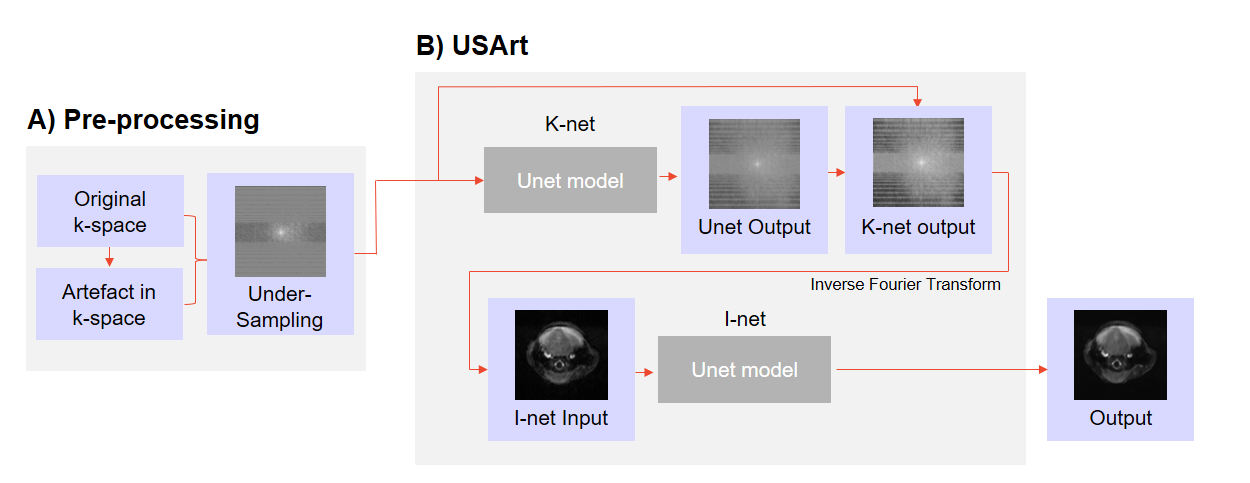 A) Pre-processing
Original
k-space
Artefact in
k-space
Under-
Sampling
B) USArt
K-net
Unet model
Unet Output
K-net output
Inverse Fourier Transform
I-net Input
I-net
Unet model
Output